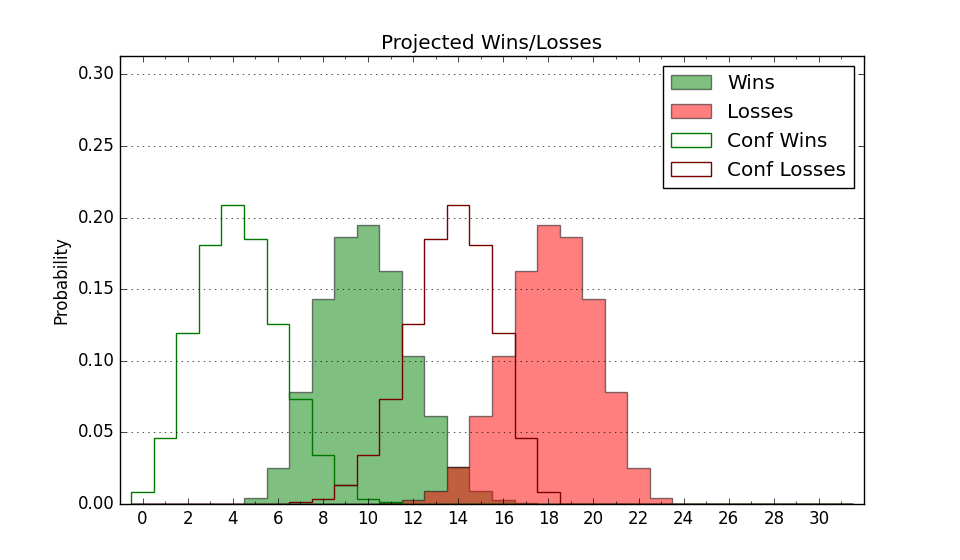 Projected Wins/Losses
Wins
Losses
Conf Wins
Conf Losses
Probability
0.30
0.25
0.20
0.15
0.10
0.05
0.00
0 2 4 6 8 10 12 14 16 18 20 22 24 26 28 30